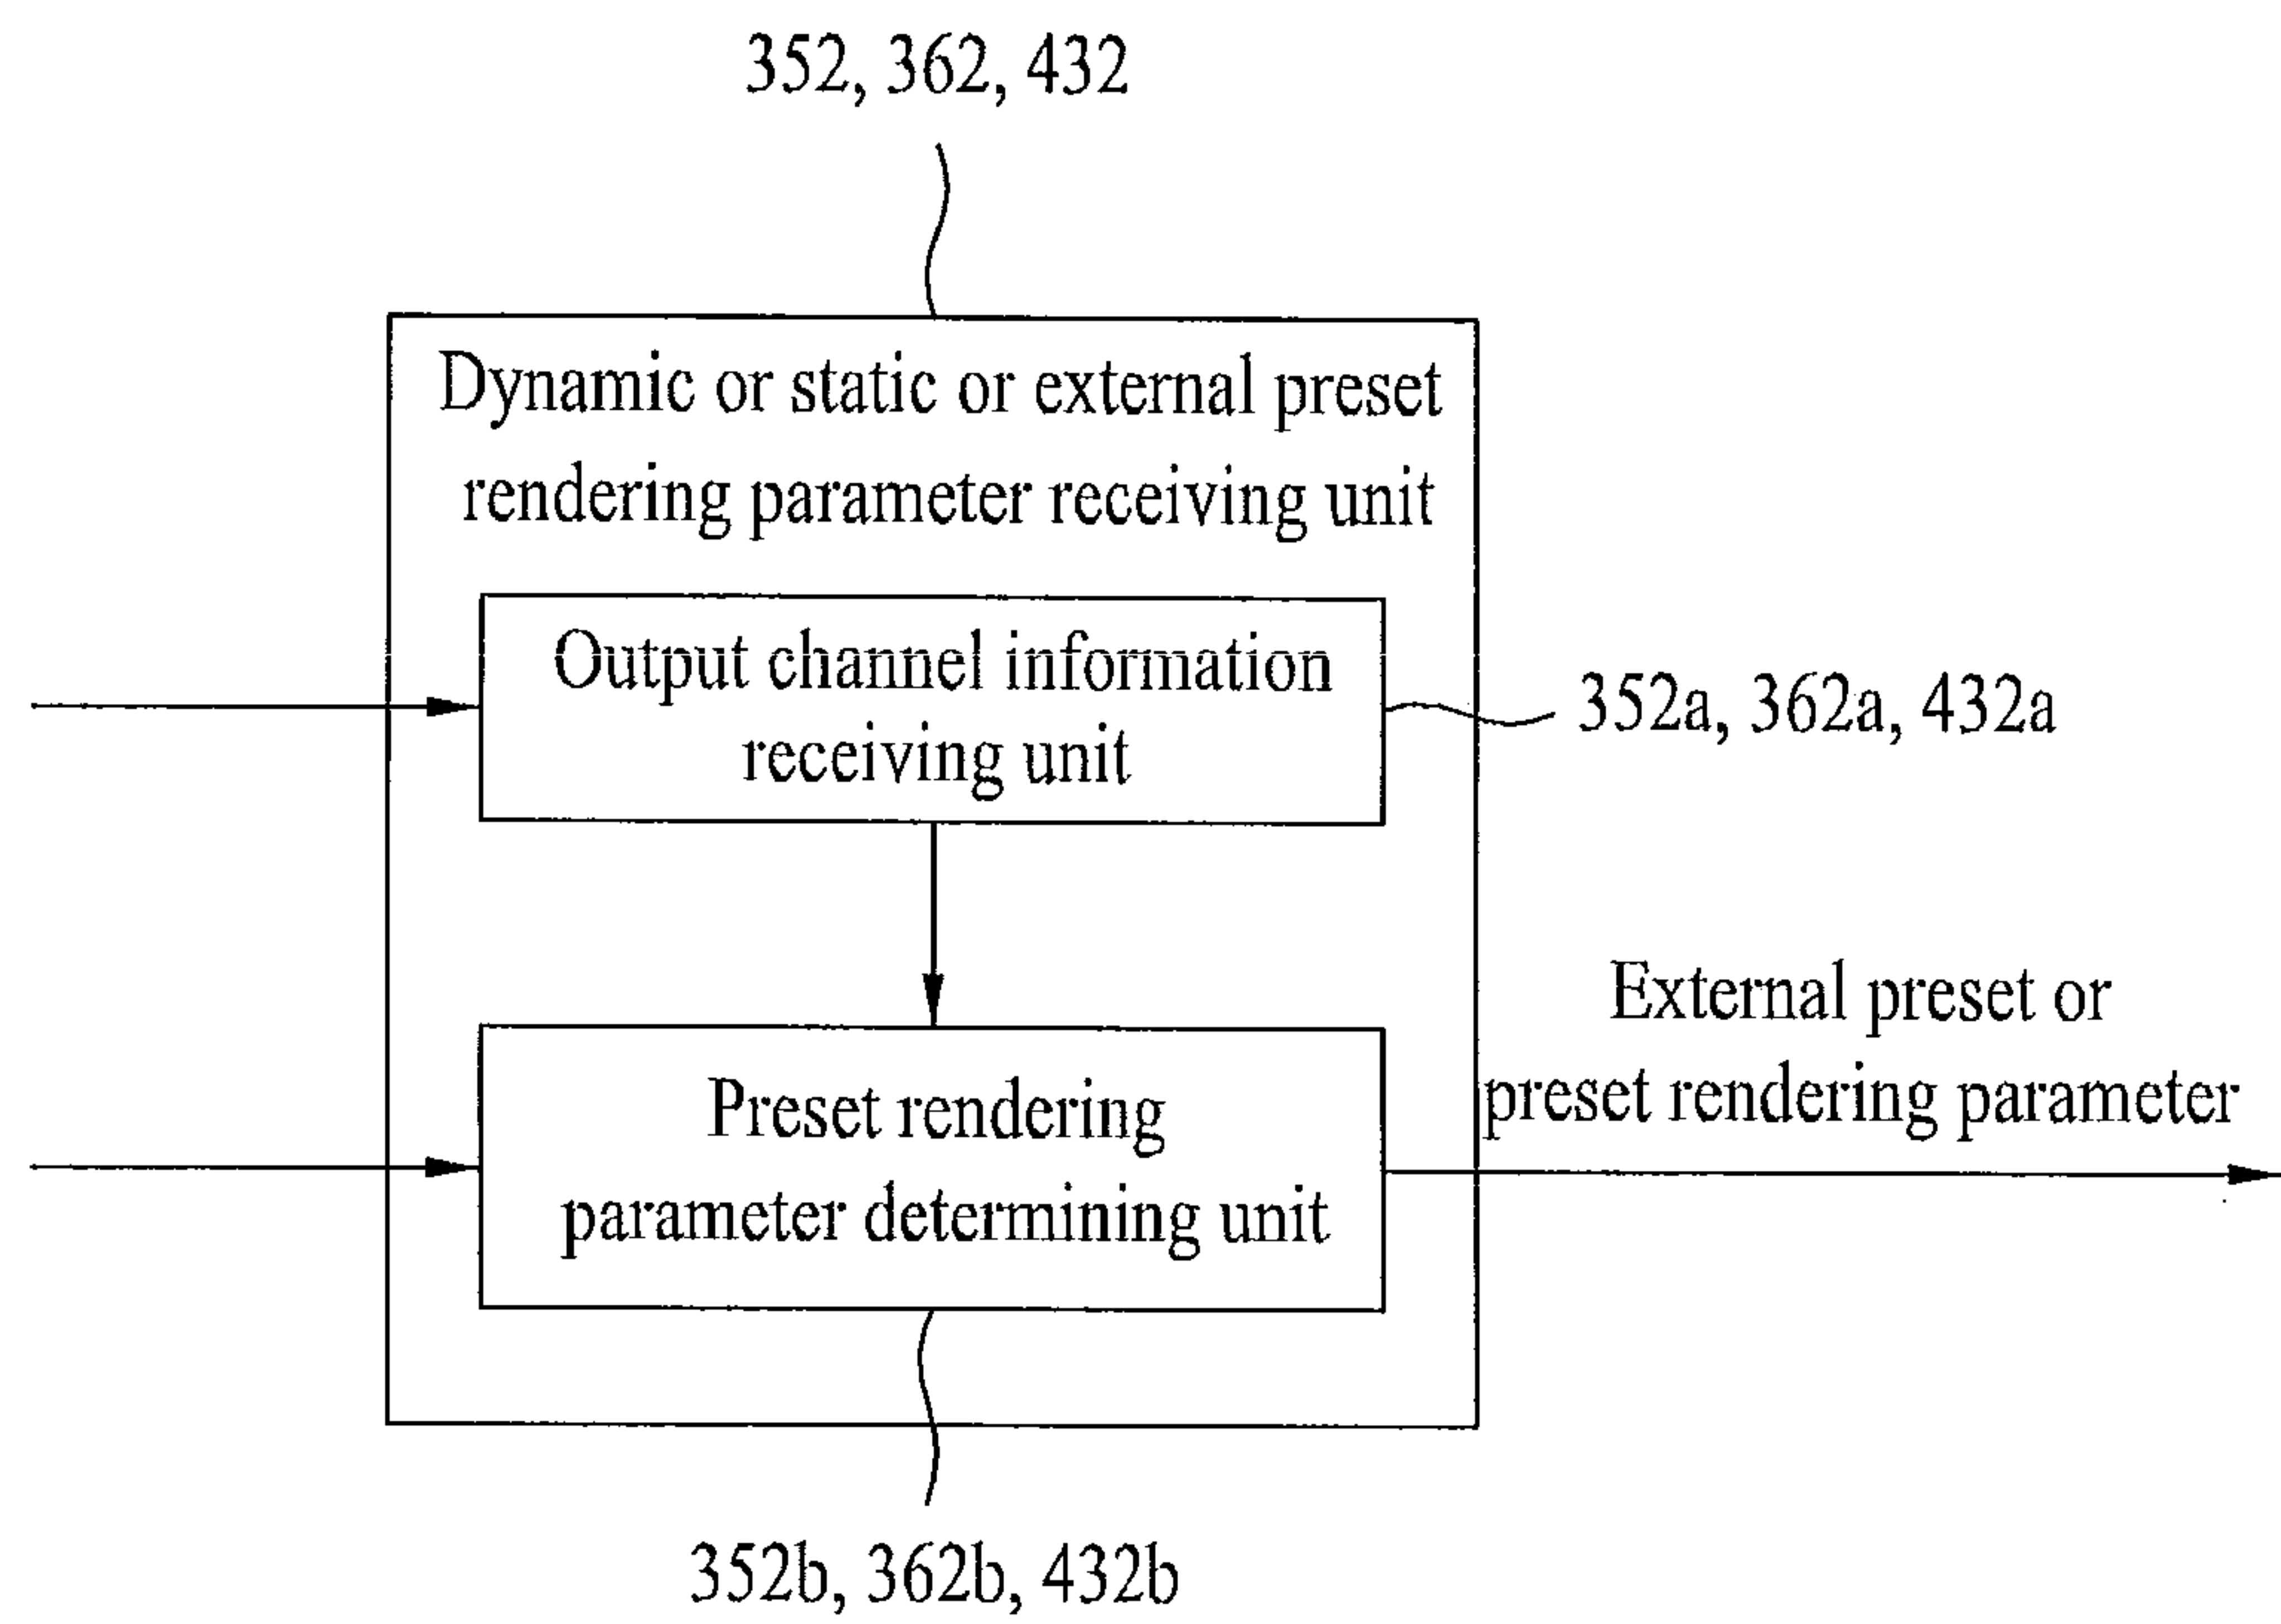 352, 362, 432
Dynamic or static or external preset
rendering parameter receiving unit
Output channel information
receiving unit
352a, 362a, 432a
External preset or
preset rendering parameter
Preset rendering
parameter determining unit
352b, 362b, 432b